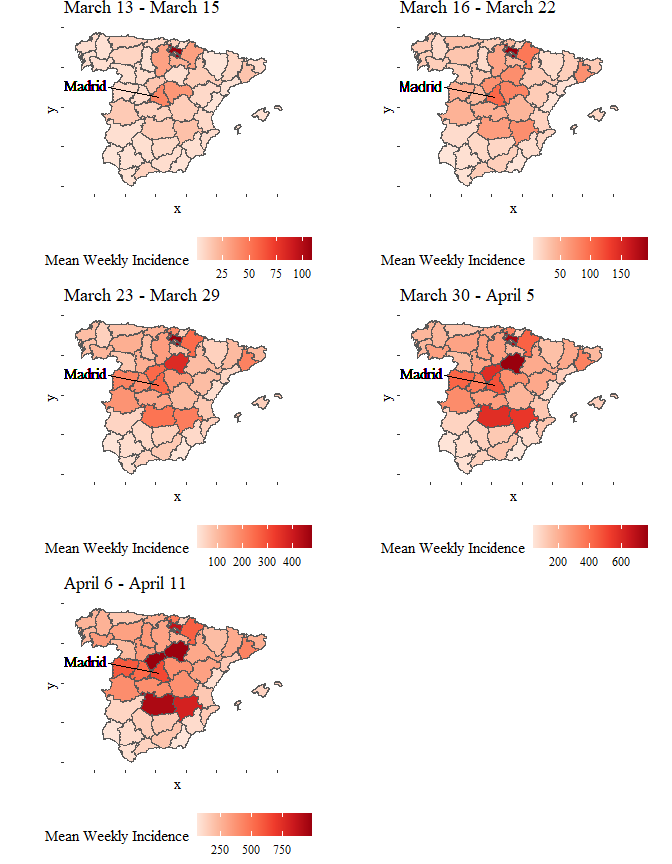 March 13 - March 15
March 16 - March 22
Madrid
Madrid
y
y
x
x
Mean Weekly Incidence
25 50 75 100
Mean Weekly Incidence
50 100 150
March 23 - March 29
March 30 - April 5
Madrid
Madrid
y
y
x
x
Mean Weekly Incidence
100 200 300 400
Mean Weekly Incidence
200 400 600
April 6 - April 11
Madrid
y
x
Mean Weekly Incidence
250 500 750